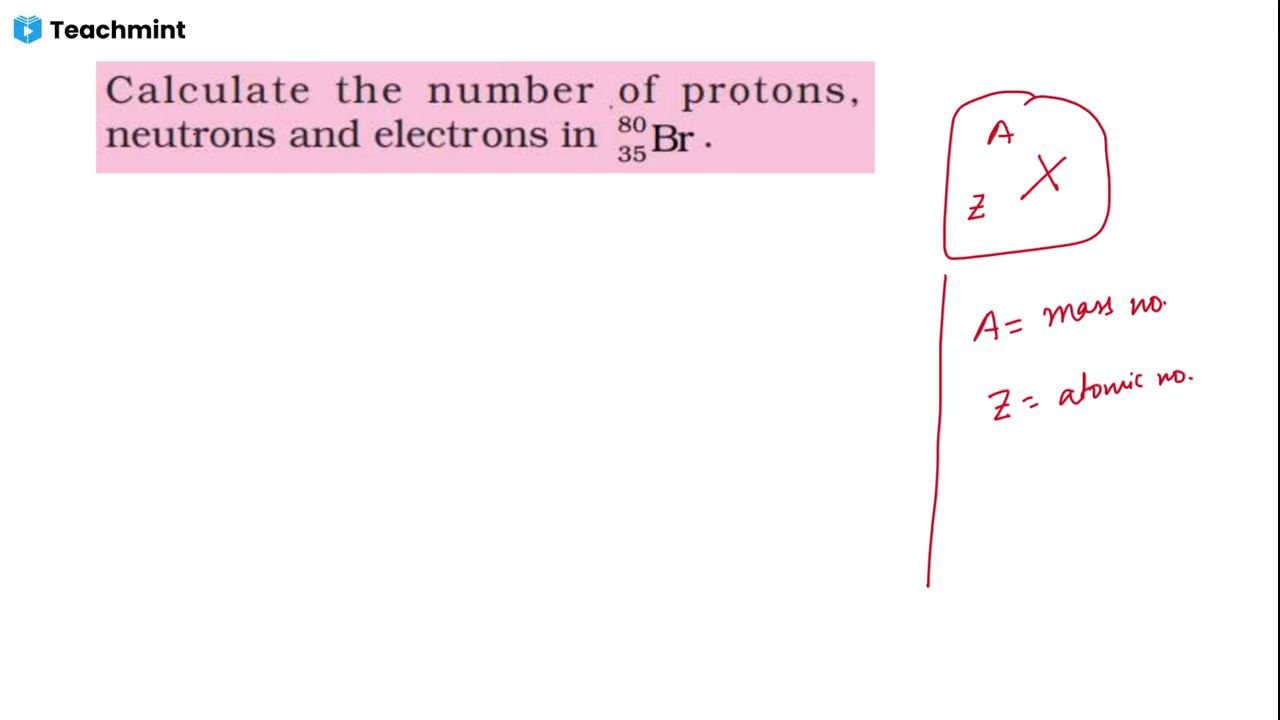 Teachmint
Calculate the number of protons,
neutrons and electrons in ⁸⁰₃₅Br .
A
Z X
A = mass no.
Z = atomic no.